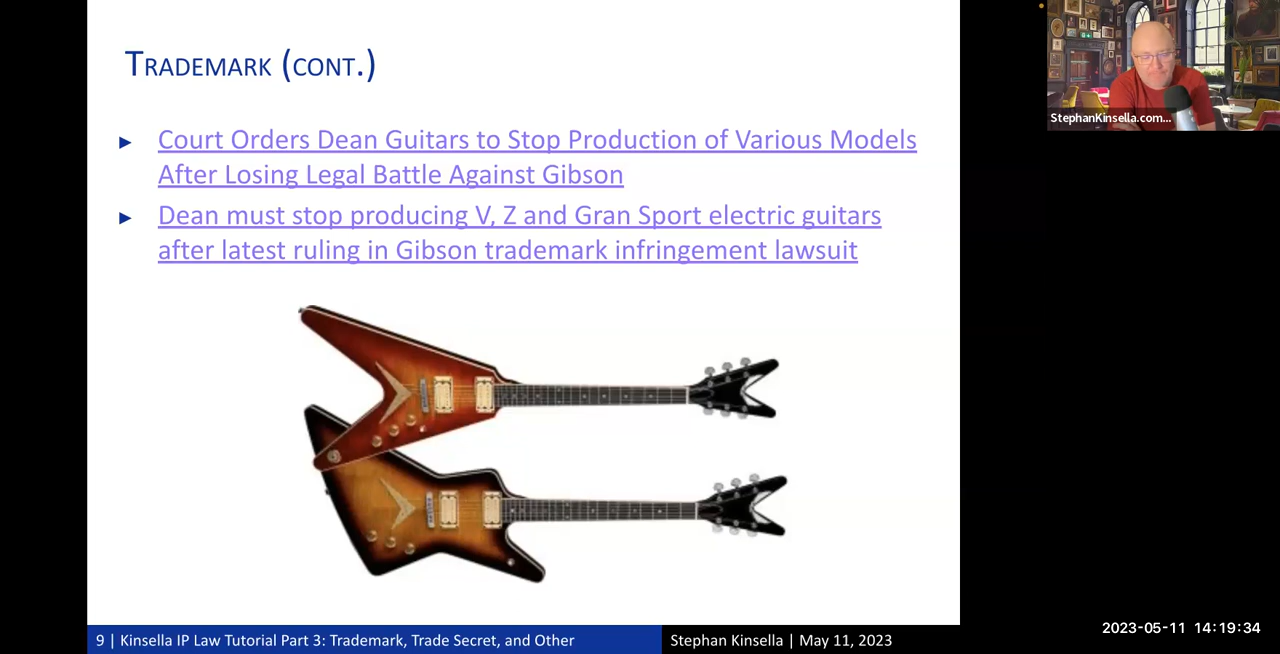 TRADEMARK (CONT.)
► Court Orders Dean Guitars to Stop Production of Various Models
After Losing Legal Battle Against Gibson
► Dean must stop producing V, Z and Gran Sport electric guitars
after latest ruling in Gibson trademark infringement lawsuit
9 | Kinsella IP Law Tutorial Part 3: Trademark, Trade Secret, and Other
Stephan Kinsella | May 11, 2023
StephanKinsella.com...
2023-05-11 14:19:34